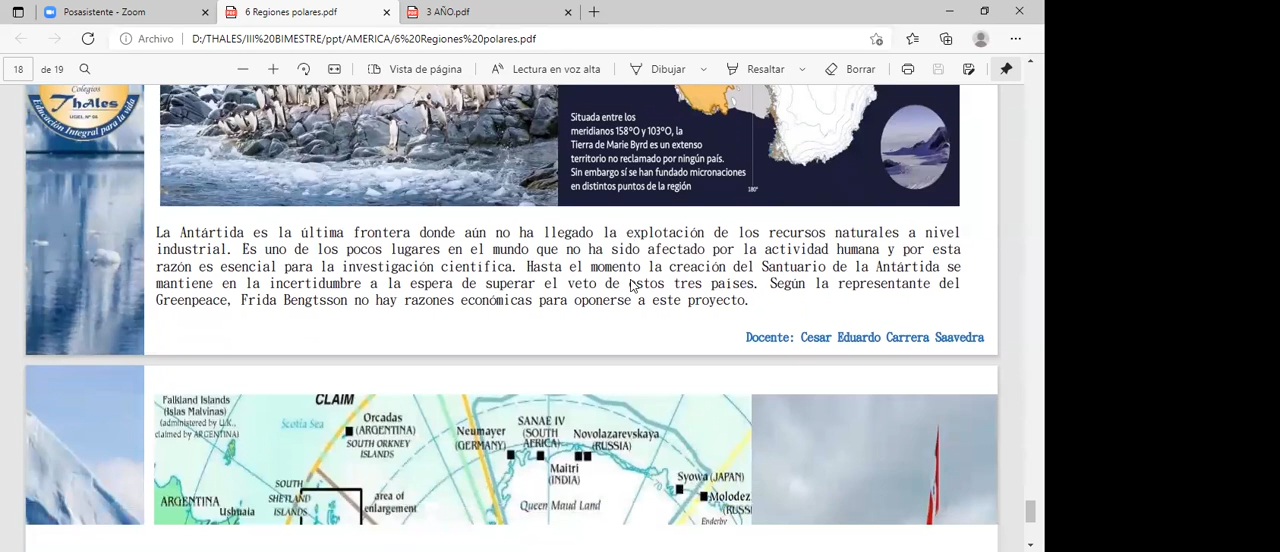 Posasistente - Zoom
6 Regiones polares.pdf
3 AÑO.pdf
Archivo
D:/THALES/III%20BIMESTRE/ppt/AMERICA/6%20Regiones%20polares.pdf
18
de 19
Vista de página
Lectura en voz alta
Dibujar
Resaltar
Borrar
Colegios
Thales
UGEL Nº 06
Educación Integral para la vida
Situada entre los
meridianos 158°O y 103°O, la
Tierra de Marie Byrd es un extenso
territorio no reclamado por ningún país.
Sin embargo sí se han fundado micronaciones
en distintos puntos de la región
180°
La Antártida es la última frontera donde aún no ha llegado la explotación de los recursos naturales a nivel
industrial. Es uno de los pocos lugares en el mundo que no ha sido afectado por la actividad humana y por esta
razón es esencial para la investigación científica. Hasta el momento la creación del Santuario de la Antártida se
mantiene en la incertidumbre a la espera de superar el veto de estos tres países. Según la representante del
Greenpeace, Frida Bengtsson no hay razones económicas para oponerse a este proyecto.
Docente: Cesar Eduardo Carrera Saavedra
Falkland Islands
(Islas Malvinas)
(administered by U.K.,
claimed by ARGENTINA)
CLAIM
Scotia Sea
Orcadas
(ARGENTINA)
SOUTH ORKNEY
ISLANDS
Neumayer
(GERMANY)
SANAE IV
(SOUTH
AFRICA)
Novolazarevskaya
(RUSSIA)
Maitri
(INDIA)
Syowa (JAPAN)
Molodez
(RUSS
ARGENTINA
Ushuaia
SOUTH
SHETLAND
ISLANDS
area of
enlargement
Queen Maud Land
Enderby